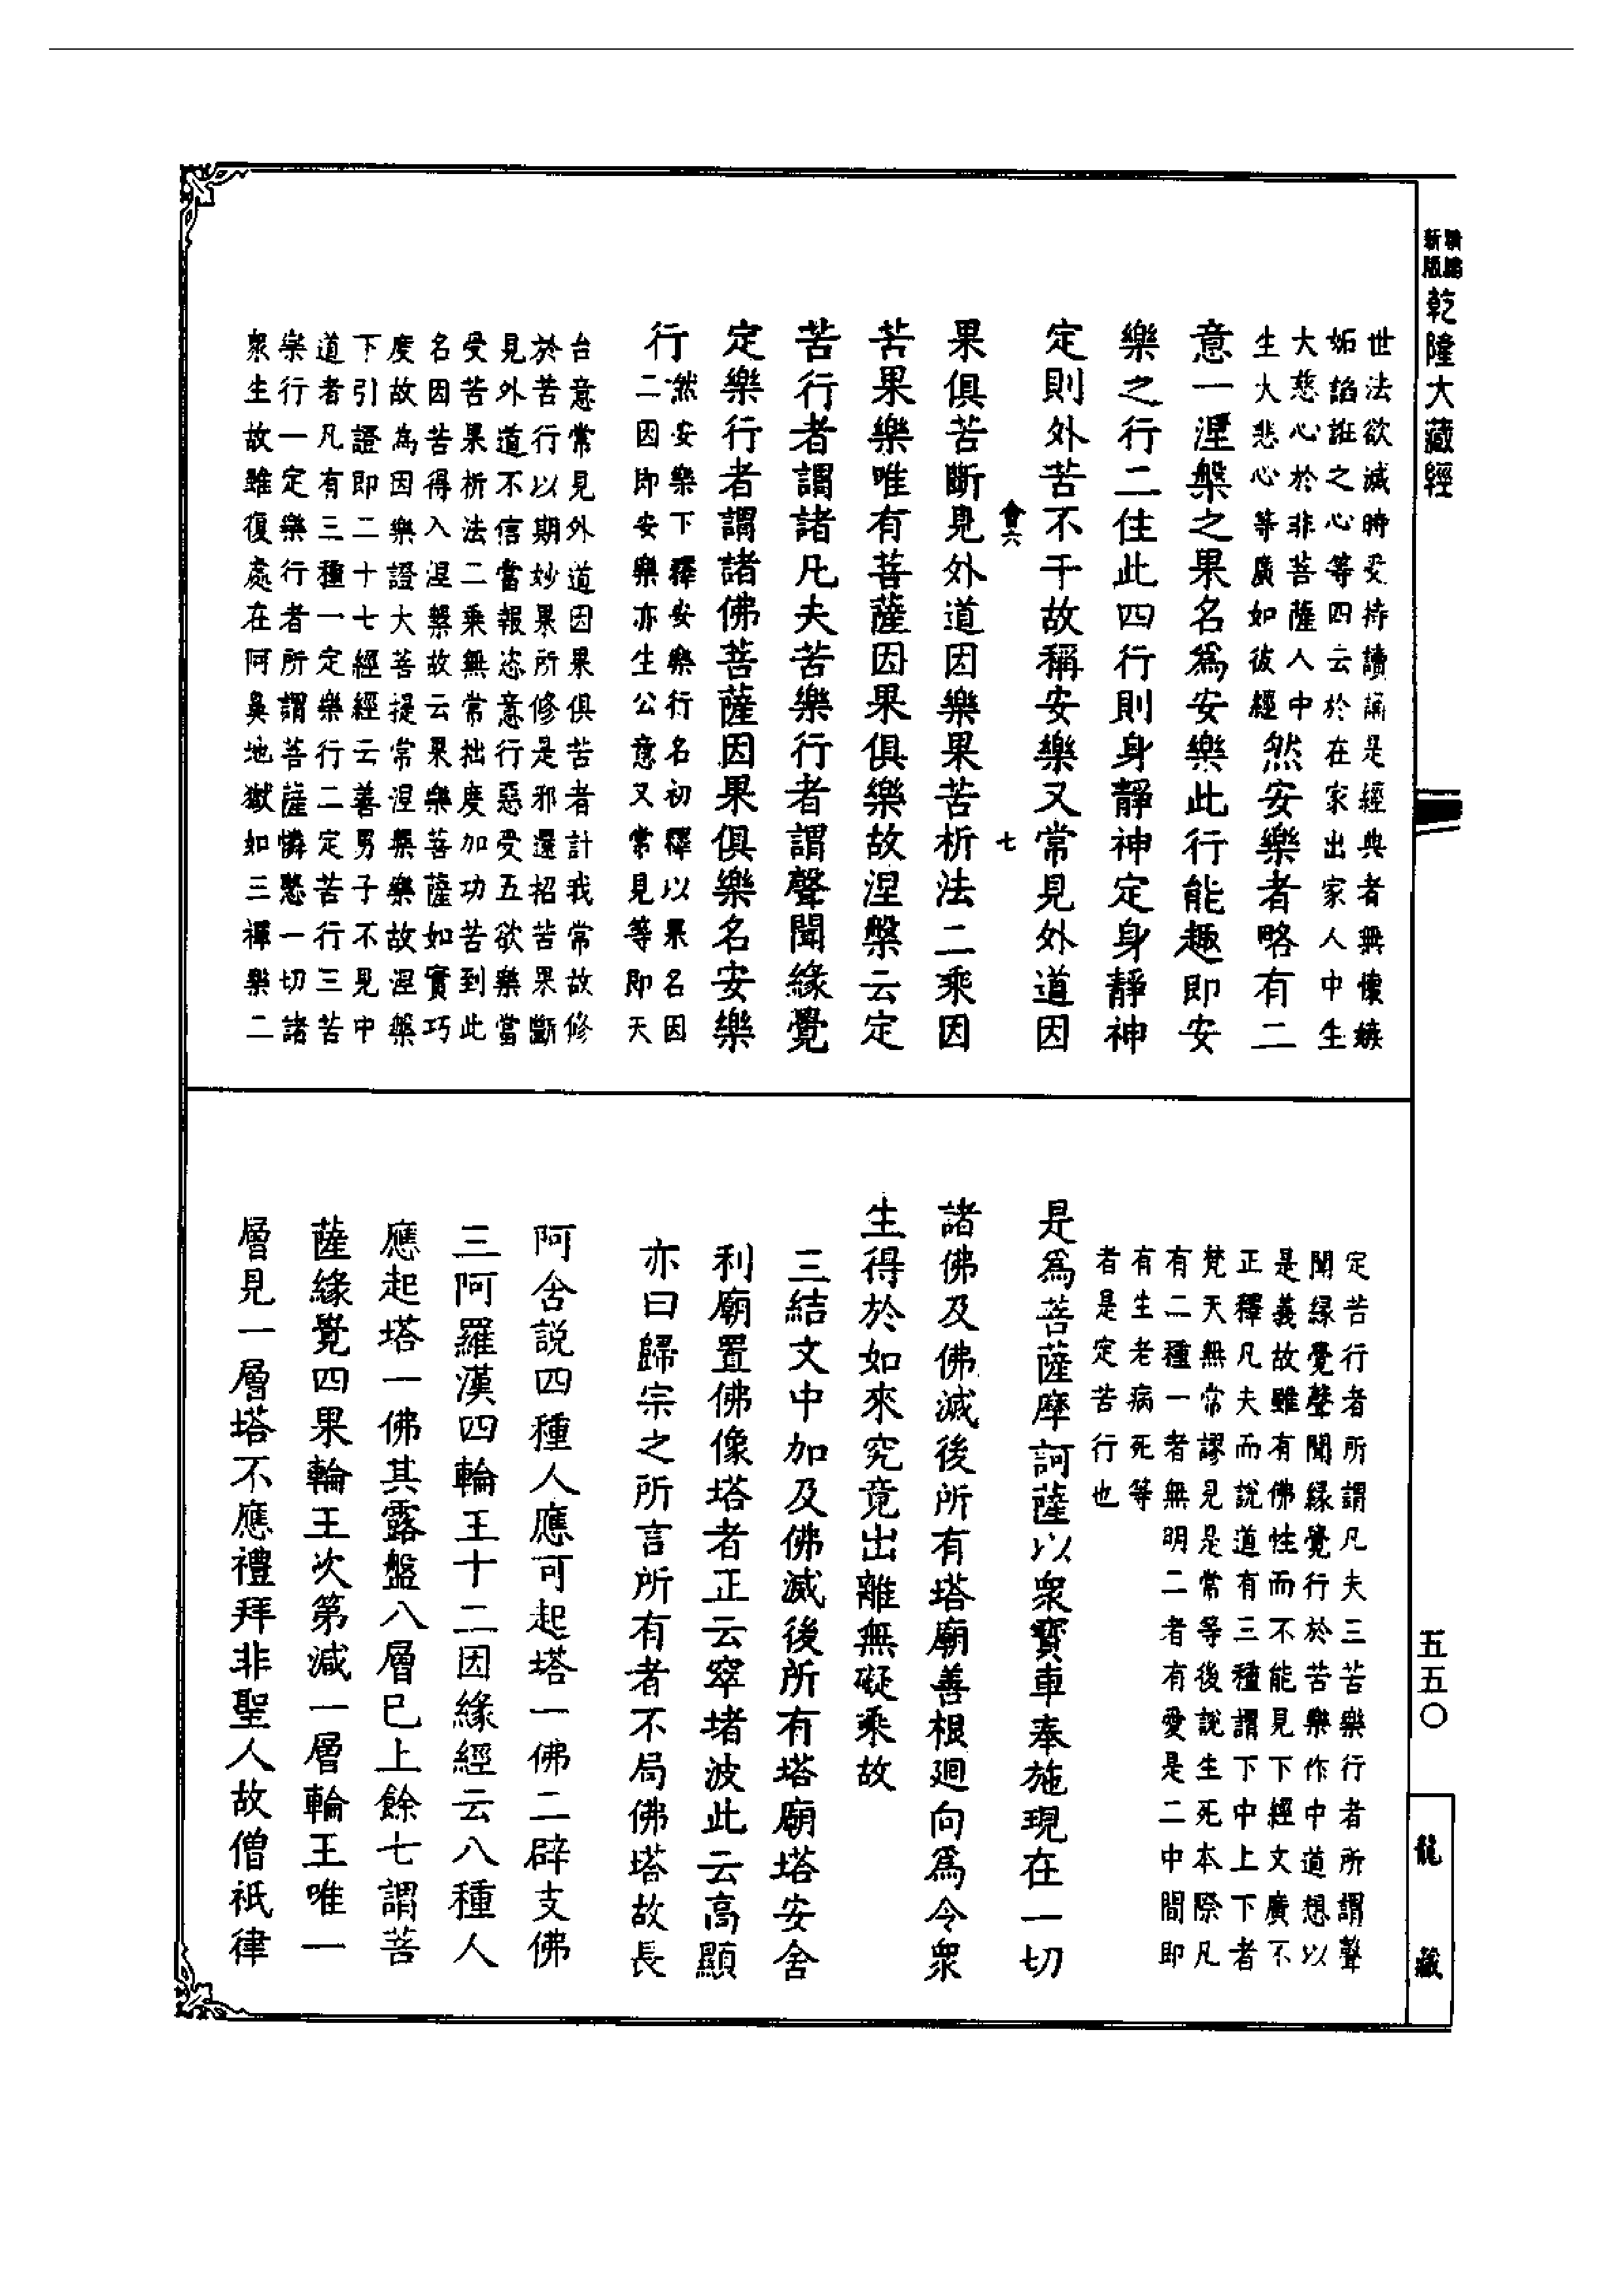 新編
新版
乾隆大藏經
世法欲滅時受持讀誦是經典者無懷嫉
妬諂誑之心等四云於在家出家人中生
大慈心於非菩薩人中
生大悲心等廣如彼經
然安樂者略有二
意一涅槃之果名為安樂此行能趣即安
樂之行二住此四行則身靜神定身靜神
定則外苦不干故稱安樂又常見外道因
會六
七
果俱苦斷見外道因樂果苦析法二乘因
苦果樂唯有菩薩因果俱樂故涅槃云定
苦行者謂諸凡夫苦樂行者謂聲聞緣覺
定樂行者謂諸佛菩薩因果俱樂名安樂
行
然安樂下釋安樂行名初釋以果名因
二因即安樂亦生公意又常見等即天
台意常見外道因果俱苦者計我常故修
於苦行以期妙果所修是邪還招苦果斷
見外道不信當報恣意行惡受五欲樂當
受苦果析法二乘無常拙度加功苦到此
名因苦得入涅槃故云果樂菩薩如實巧
度故為因樂證大菩提常涅槃樂故涅槃
下引證即二十七經經云善男子不見中
道者凡有三種一定樂行二定苦行三苦
樂行一定樂行者所謂菩薩憐愍一切諸
衆生故雖復處在阿鼻地獄如三禪樂二
定苦行者所謂凡夫三苦樂行者所謂聲
聞緣覺聲聞緣覺行於苦樂作中道想以
是義故雖有佛性而不能見下經文廣不
正釋凡夫而說道有三種謂下中上下者
梵天無常謬見是常等後說生死本際凡
有二種一者無明二者有愛是二中間即
有生老病死等
者是定苦行也
是為菩薩摩訶薩以衆寶車奉施現在一切
諸佛及佛滅後所有塔廟善根迴向為令衆
生得於如來究竟出離無礙乘故
三結文中加及佛滅後所有塔廟塔安舍
利廟置佛像塔者正云窣堵波此云高顯
亦曰歸宗之所言所有者不局佛塔故長
阿含說四種人應可起塔一佛二辟支佛
三阿羅漢四輪王十二因緣經云八種人
應起塔一佛其露盤八層已上餘七謂菩
薩緣覺四果輪王次第減一層輪王唯一
層見一層塔不應禮拜非聖人故僧祇律
五五〇
龍藏